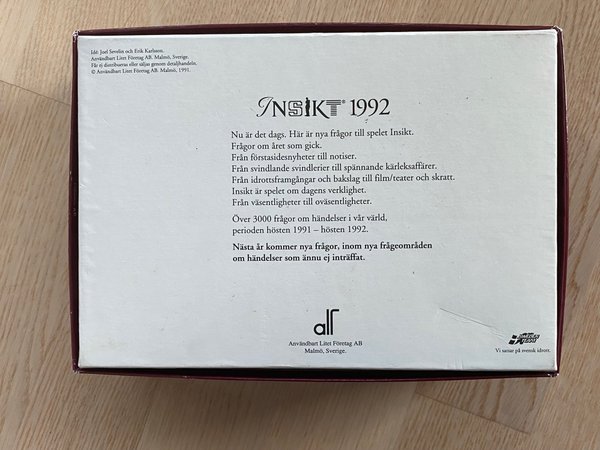 Idé: Joel Sevelin och Erik Karlsson.
Användbart Litet Företag AB. Malmö, Sverige.
Får ej distribueras eller säljas genom detaljhandeln.
© Användbart Litet Företag AB. Malmö, 1991.
INSIKT® 1992
Nu är det dags. Här är nya frågor till spelet Insikt.
Frågor om året som gick.
Från förstasidesnyheter till notiser.
Från svindlande svindlerier till spännande kärleksaffärer.
Från idrottsframgångar och bakslag till film/teater och skratt.
Insikt är spelet om dagens verklighet.
Från väsentligheter till oväsentligheter.
Över 3000 frågor om händelser i vår värld,
perioden hösten 1991 – hösten 1992.
Nästa år kommer nya frågor, inom nya frågeområden
om händelser som ännu ej inträffat.
alf
Användbart Litet Företag AB
Malmö, Sverige.
SWEDEN
Vi satsar på svensk idrott.